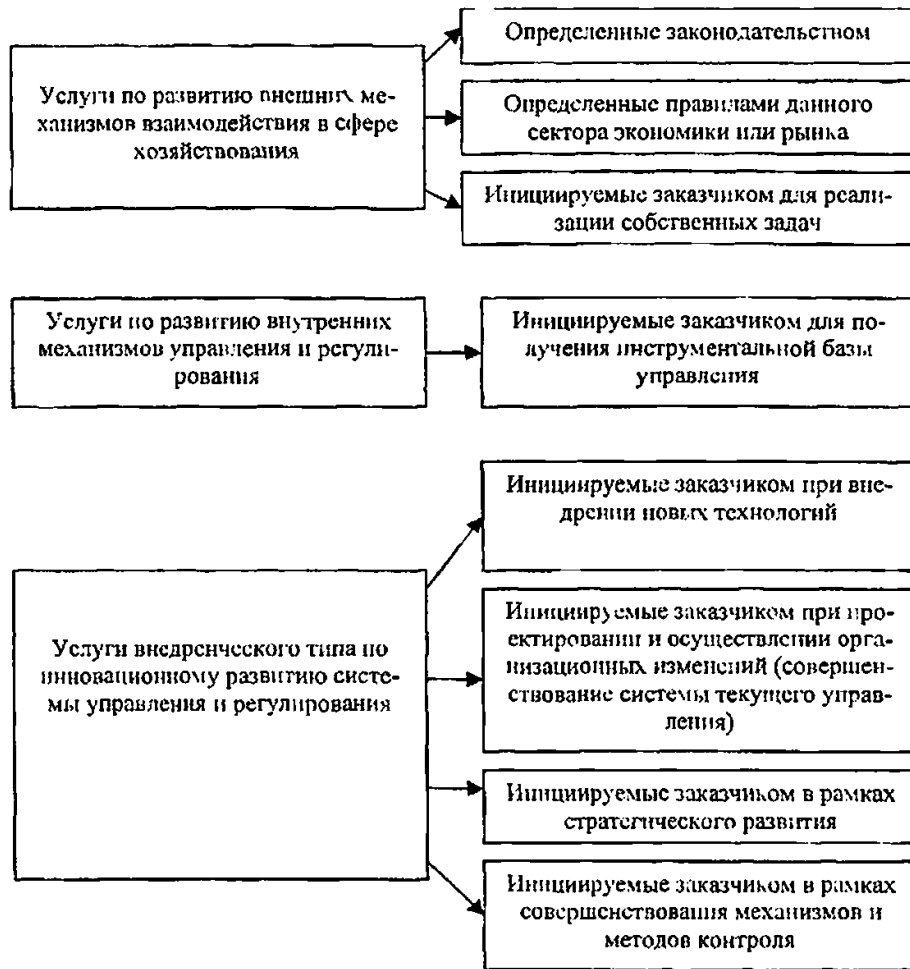 Услуги по развитию внешних ме-
ханизмов взаимодействия в сфере
хозяйствования
Определенные законодательством
Определенные правилами данного
сектора экономики или рынка
Инициируемые заказчиком для реали-
зации собственных задач
Услуги по развитию внутренних
механизмов управления и регули-
рования
Инициируемые заказчиком для по-
лучения инструментальной базы
управления
Услуги внедренческого типа по
инновационному развитию систе-
мы управления и регулирования
Инициируемые заказчиком при вне-
дрении новых технологий
Инициируемые заказчиком при про-
ектировании и осуществлении орга-
низационных изменений (совершен-
ствование системы текущего управ-
ления)
Инициируемые заказчиком в рамках
стратегического развития
Инициируемые заказчиком в рамках
совершенствования механизмов и
методов контроля